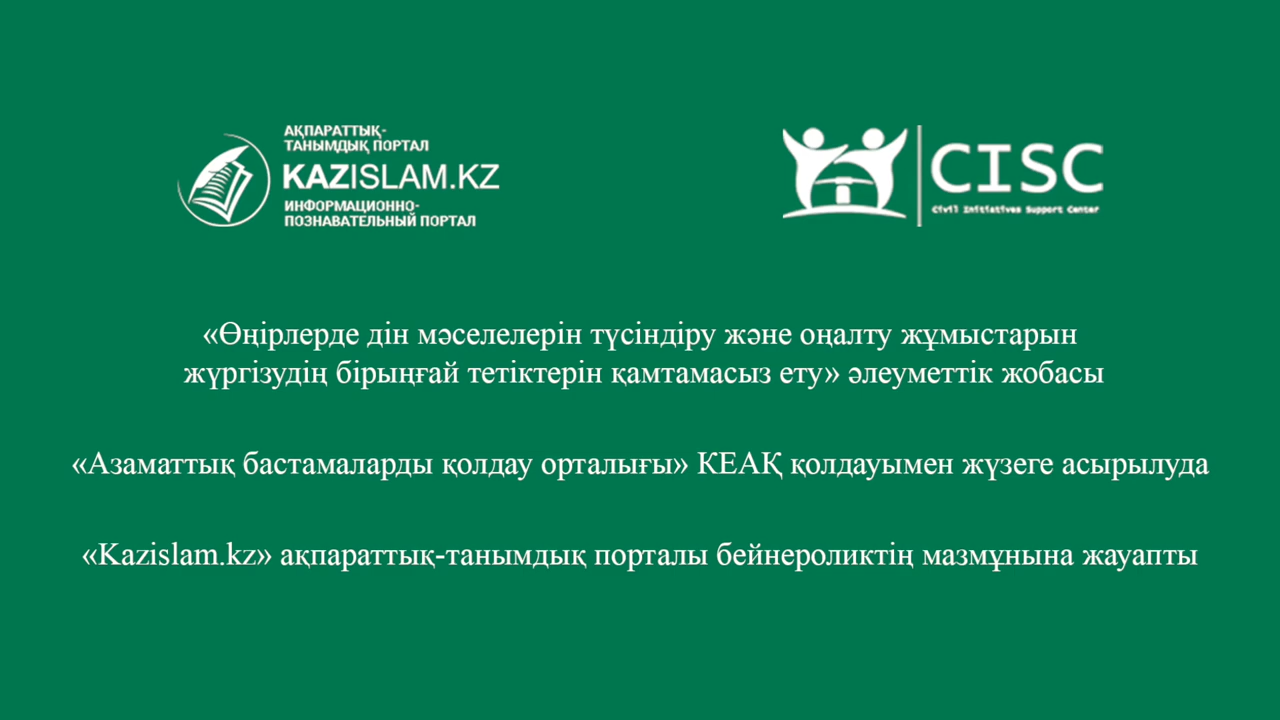 АҚПАРАТТЫҚ-
ТАНЫМДЫҚ ПОРТАЛ
KAZISLAM.KZ
ИНФОРМАЦИОННО-
ПОЗНАВАТЕЛЬНЫЙ ПОРТАЛ
CISC
Civil Initiatives Support Center
«Өңірлерде дін мәселелерін түсіндіру және оңалту жұмыстарын
жүргізудің бірыңғай тетіктерін қамтамасыз ету» әлеуметтік жобасы
«Азаматтық бастамаларды қолдау орталығы» КЕАҚ қолдауымен жүзеге асырылуда
«Kazislam.kz» ақпараттық-танымдық порталы бейнероликтің мазмұнына жауапты